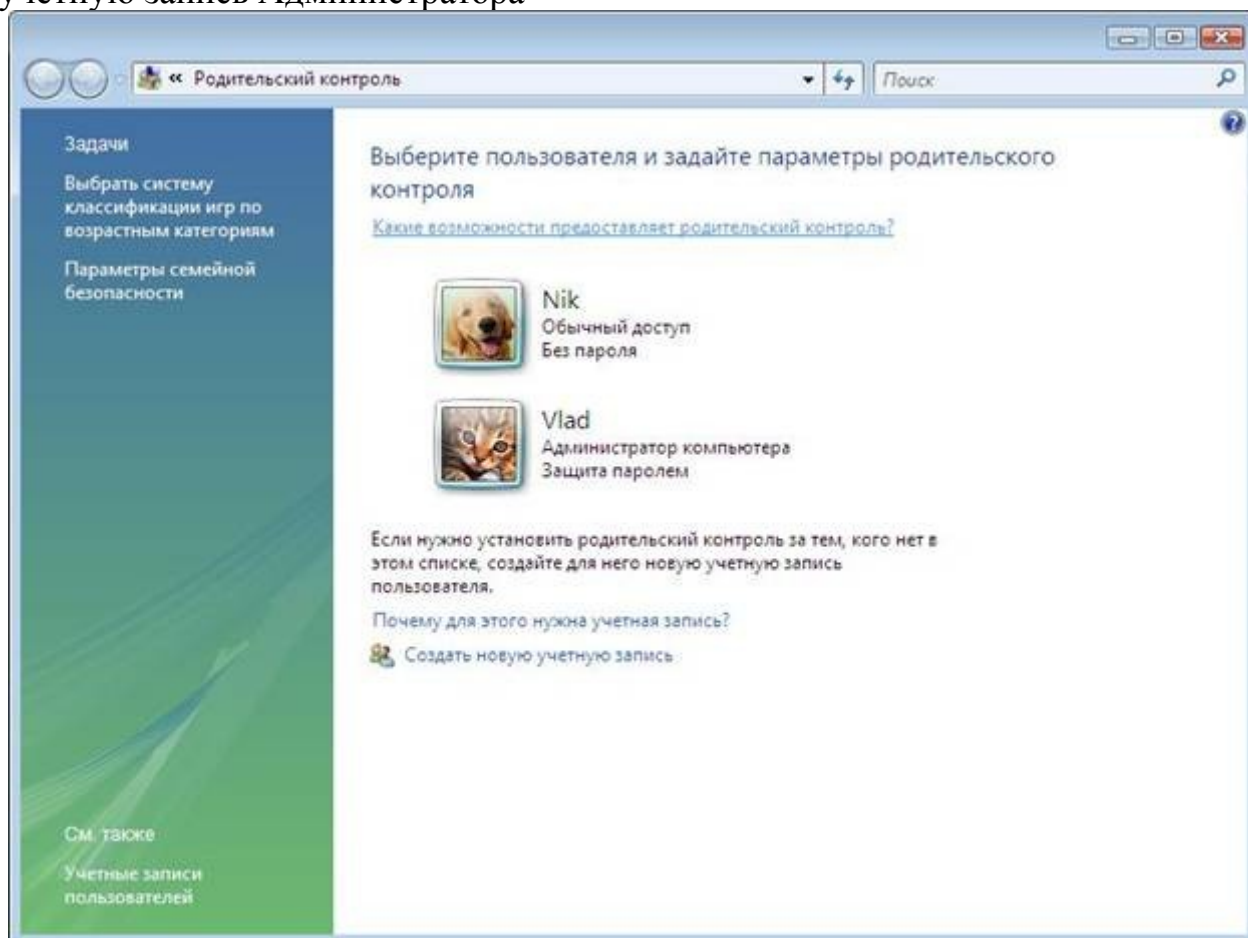 учетную запись Администратора
« Родительский контроль
Поиск
Задачи
Выбрать систему
классификации игр по
возрастным категориям
Параметры семейной
безопасности
Выберите пользователя и задайте параметры родительского
контроля
Какие возможности предоставляет родительский контроль?
Nik
Обычный доступ
Без пароля
Vlad
Администратор компьютера
Защита паролем
Если нужно установить родительский контроль за тем, кого нет в
этом списке, создайте для него новую учетную запись
пользователя.
Почему для этого нужна учетная запись?
Создать новую учетную запись
См. также
Учетные записи
пользователей